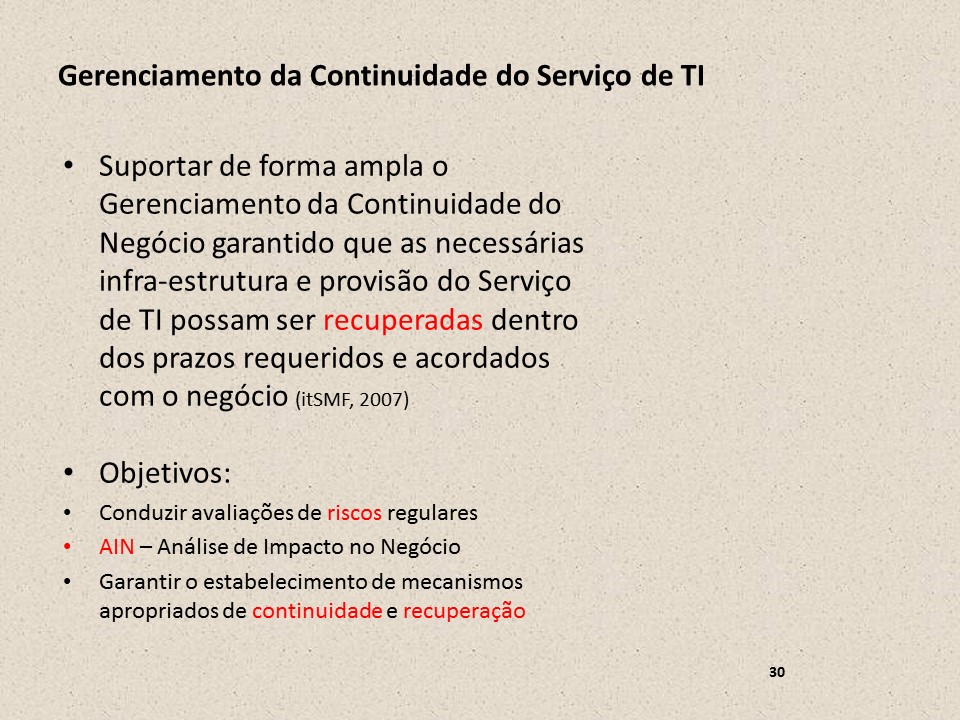 Gerenciamento da Continuidade do Serviço de TI
• Suportar de forma ampla o
Gerenciamento da Continuidade do
Negócio garantido que as necessárias
infra-estrutura e provisão do Serviço
de TI possam ser recuperadas dentro
dos prazos requeridos e acordados
com o negócio (itSMF, 2007)
• Objetivos:
• Conduzir avaliações de riscos regulares
• AIN – Análise de Impacto no Negócio
• Garantir o estabelecimento de mecanismos
apropriados de continuidade e recuperação
30